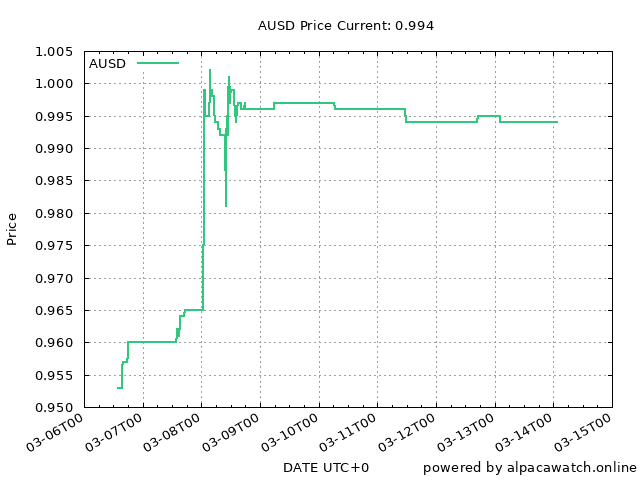 AUSD Price Current: 0.994
1.005
AUSD
1.000
0.995
0.990
0.985
0.980
0.975
0.970
0.965
0.960
0.955
0.950
Price
03-06T00
03-07T00
03-08T00
03-09T00
03-10T00
03-11T00
03-12T00
03-13T00
03-14T00
03-15T00
DATE UTC+0
powered by alpacawatch.online